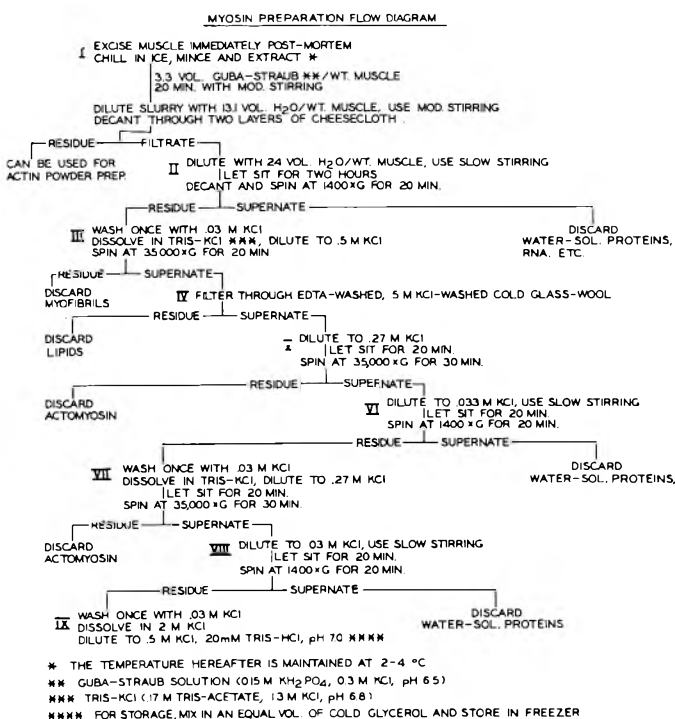 MYOSIN PREPARATION FLOW DIAGRAM
I EXCISE MUSCLE IMMEDIATELY POST-MORTEM
CHILL IN ICE, MINCE AND EXTRACT *
3.3 VOL. GUBA-STRAUB **/WT. MUSCLE
20 MIN. WITH MOD. STIRRING
DILUTE SLURRY WITH 13.1 VOL. H2O/WT. MUSCLE, USE MOD. STIRRING
DECANT THROUGH TWO LAYERS OF CHEESECLOTH.
RESIDUE FILTRATE
CAN BE USED FOR
ACTIN POWDER PREP.
II DILUTE WITH 24 VOL. H2O/WT. MUSCLE, USE SLOW STIRRING
LET SIT FOR TWO HOURS
DECANT AND SPIN AT 1400×G FOR 20 MIN.
RESIDUE SUPERNATE
III WASH ONCE WITH .03 M KCl
DISSOLVE IN TRIS-KCl ***, DILUTE TO .5 M KCl
SPIN AT 35000×G FOR 20 MIN
DISCARD
WATER-SOL. PROTEINS,
RNA. ETC.
RESIDUE SUPERNATE
DISCARD
MYOFIBRILS
IV FILTER THROUGH EDTA-WASHED, 5 M KCl-WASHED COLD GLASS-WOOL
RESIDUE SUPERNATE
DISCARD
LIPIDS
DILUTE TO .27 M KCl
LET SIT FOR 20 MIN.
SPIN AT 35,000×G FOR 30 MIN.
RESIDUE SUPERNATE
DISCARD
ACTOMYOSIN
VI DILUTE TO .033 M KCl, USE SLOW STIRRING
LET SIT FOR 20 MIN.
SPIN AT 1400×G FOR 20 MIN.
RESIDUE SUPERNATE
VII WASH ONCE WITH .03 M KCl
DISSOLVE IN TRIS-KCl, DILUTE TO .27 M KCl
LET SIT FOR 20 MIN.
SPIN AT 35,000×G FOR 30 MIN.
DISCARD
WATER-SOL. PROTEINS,
RESIDUE SUPERNATE
DISCARD
ACTOMYOSIN
VIII DILUTE TO .03 M KCl, USE SLOW STIRRING
LET SIT FOR 20 MIN.
SPIN AT 1400×G FOR 20 MIN.
RESIDUE SUPERNATE
IX WASH ONCE WITH .03 M KCl
DISSOLVE IN 2 M KCl
DILUTE TO .5 M KCl, 20mM TRIS-HCl, pH 7.0 ****
DISCARD
WATER-SOL. PROTEINS
* THE TEMPERATURE HEREAFTER IS MAINTAINED AT 2-4 °C
** GUBA-STRAUB SOLUTION (0.15 M KH2PO4, 0.3 M KCl, pH 6.5)
*** TRIS-KCl (.17 M TRIS-ACETATE, 1.3 M KCl, pH 6.8)
**** FOR STORAGE, MIX IN AN EQUAL VOL. OF COLD GLYCEROL AND STORE IN FREEZER